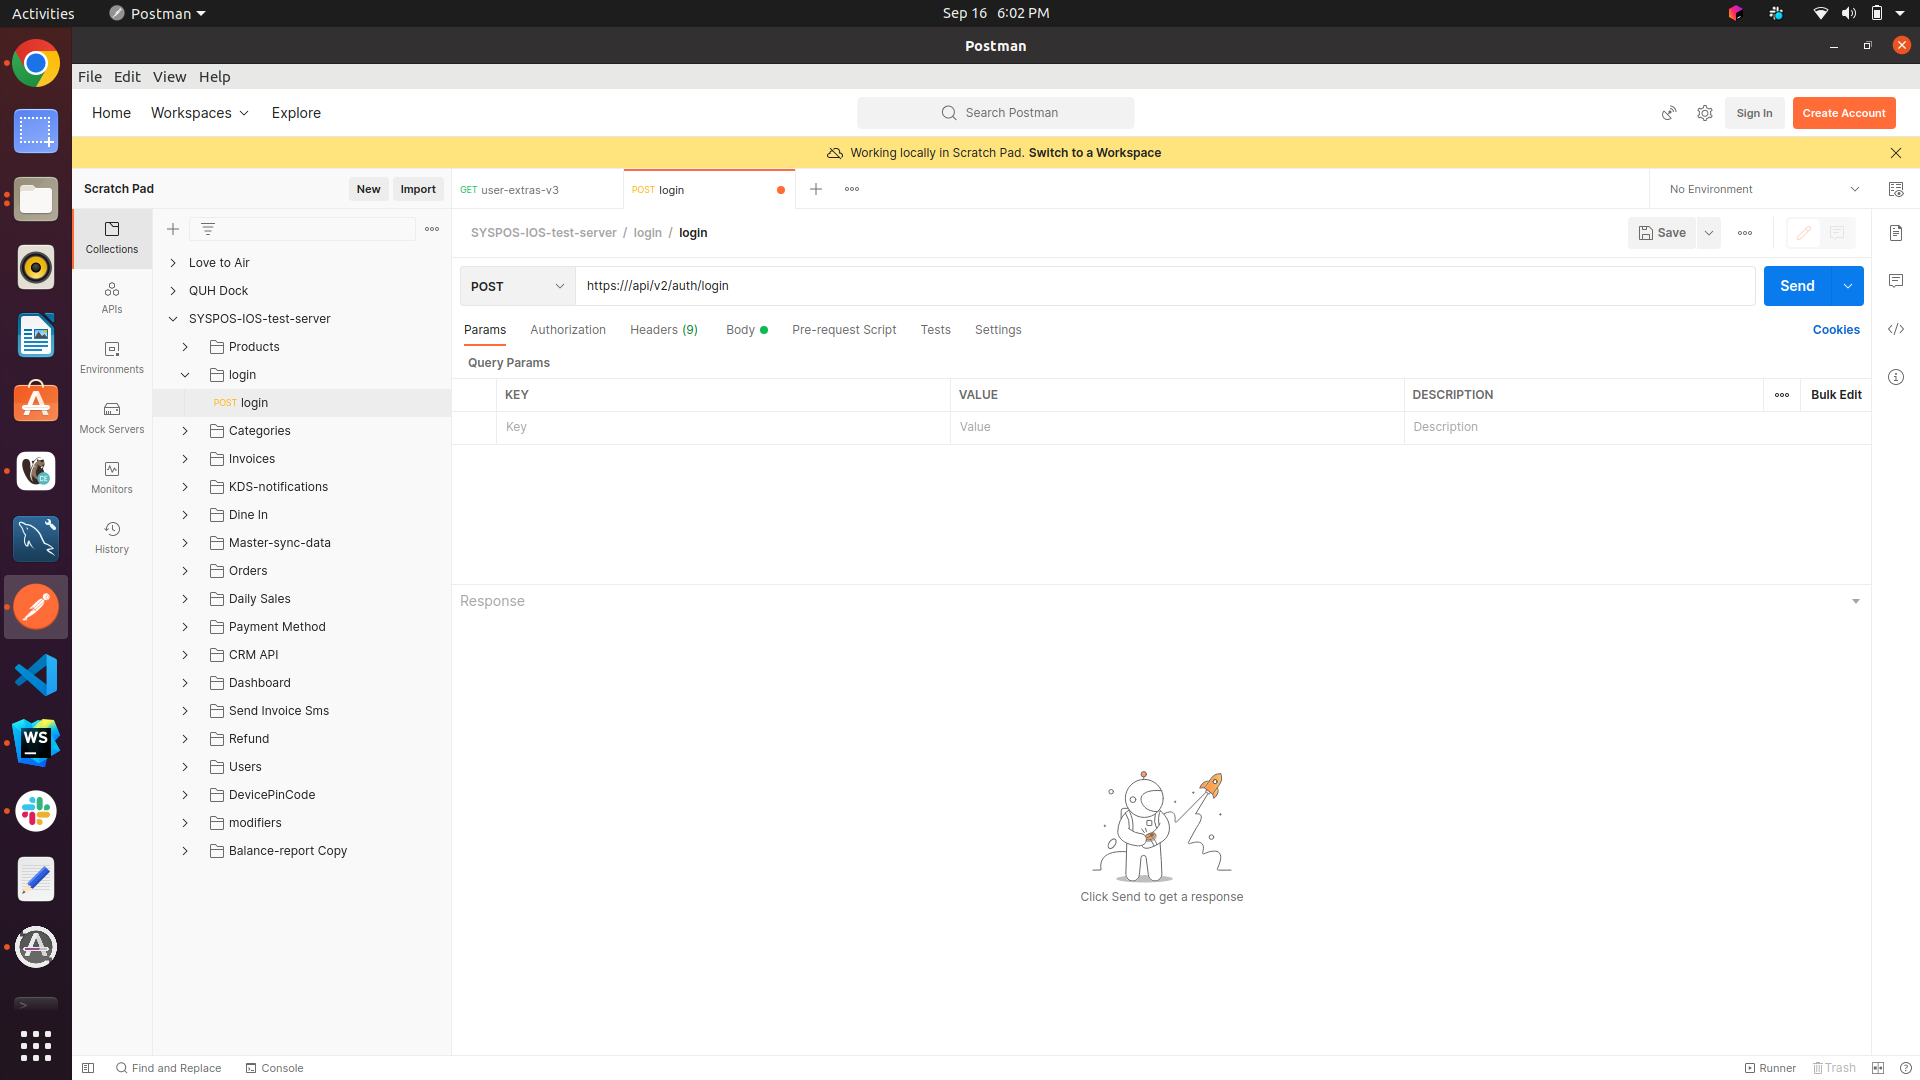 Activities Postman Sep 16 6:02 PM
Postman
File Edit View Help
Home Workspaces Explore Search Postman Sign In Create Account
Working locally in Scratch Pad. Switch to a Workspace
Scratch Pad New Import GET user-extras-v3 POST login No Environment
Collections
APIs
Environments
Mock Servers
Monitors
History
Love to Air
QUH Dock
SYSPOS-IOS-test-server
Products
login
POST login
Categories
Invoices
KDS-notifications
Dine In
Master-sync-data
Orders
Daily Sales
Payment Method
CRM API
Dashboard
Send Invoice Sms
Refund
Users
DevicePinCode
modifiers
Balance-report Copy
SYSPOS-IOS-test-server / login / login Save
POST https:///api/v2/auth/login Send
Params Authorization Headers (9) Body Pre-request Script Tests Settings Cookies
Query Params
KEY VALUE DESCRIPTION Bulk Edit
Key Value Description
Response
Click Send to get a response
WS
Find and Replace Console Runner Trash